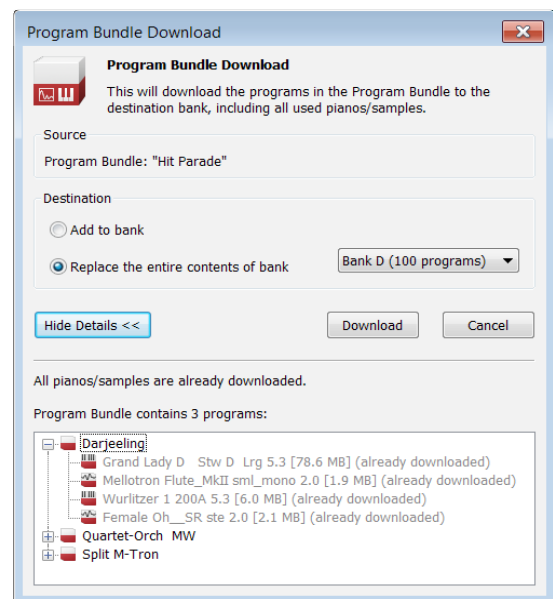 Program Bundle Download
Program Bundle Download
This will download the programs in the Program Bundle to the
destination bank, including all used pianos/samples.
Source
Program Bundle: "Hit Parade"
Destination
Add to bank
Replace the entire contents of bank
Bank D (100 programs)
Hide Details <<
Download
Cancel
All pianos/samples are already downloaded.
Program Bundle contains 3 programs:
Darjeeling
Grand Lady D Stw D Lrg 5.3 [78.6 MB] (already downloaded)
Mellotron Flute_MkII sml_mono 2.0 [1.9 MB] (already downloaded)
Wurlitzer 1 200A 5.3 [6.0 MB] (already downloaded)
Female Oh__SR ste 2.0 [2.1 MB] (already downloaded)
Quartet-Orch MW
Split M-Tron